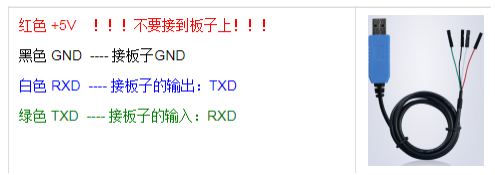 红色 +5V ！！！不要接到板子上！！！
黑色 GND ---- 接板子GND
白色 RXD ---- 接板子的输出：TXD
绿色 TXD ---- 接板子的输入：RXD